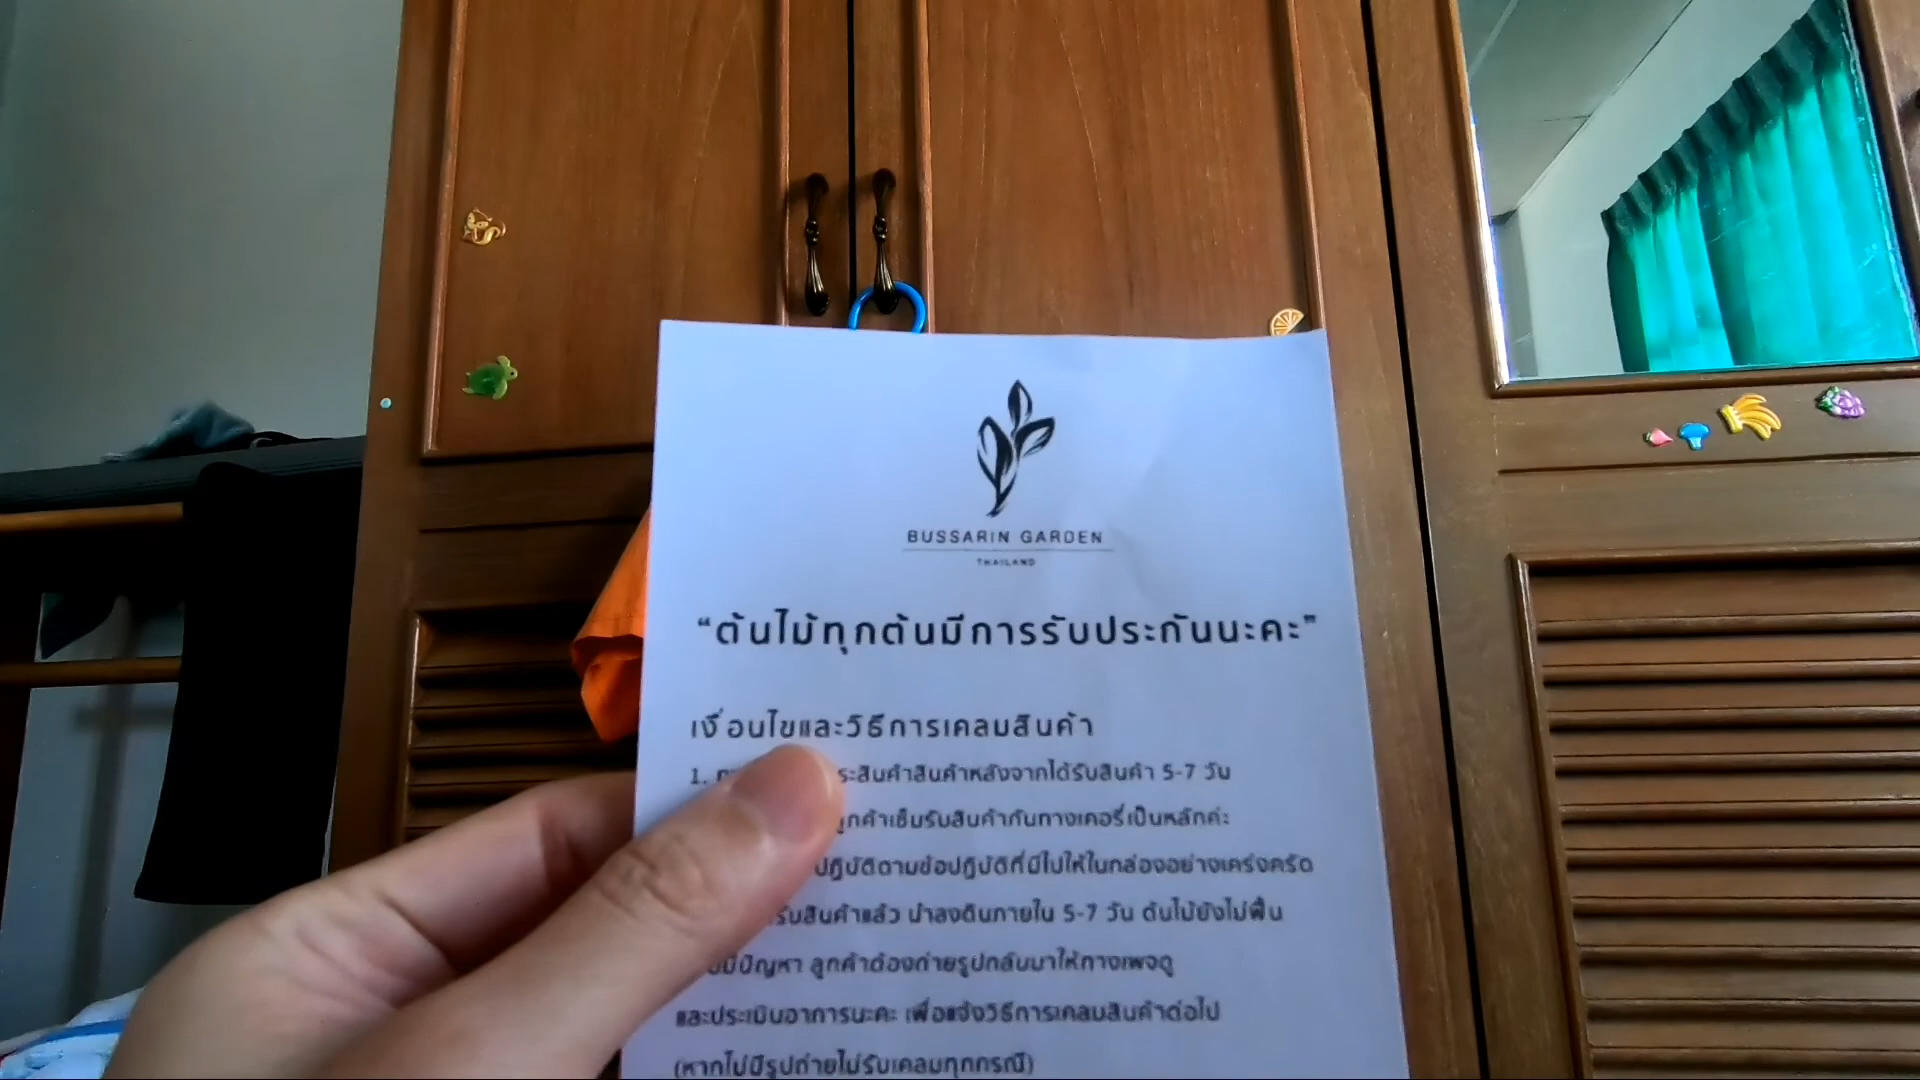 BUSSARIN GARDEN
THAILAND
“ต้นไม้ทุกต้นมีการรับประกันนะคะ”
เงื่อนไขและวิธีการเคลมสินค้า
1. ระสินค้าสินค้าหลังจากได้รับสินค้า 5-7 วัน
ลูกค้าเซ็นรับสินค้ากับทางเคอรี่เป็นหลักค่ะ
ปฏิบัติตามข้อปฏิบัติที่มีไปให้ในกล่องอย่างเคร่งครัด
รับสินค้าแล้ว นำลงดินภายใน 5-7 วัน ต้นไม้ยังไม่ฟื้น
มีปัญหา ลูกค้าต้องถ่ายรูปกลับมาให้ทางเพจดู
และประเมินอาการนะคะ เพื่อแจ้งวิธีการเคลมสินค้าต่อไป
(หากไม่มีรูปถ่ายไม่รับเคลมทุกกรณี)